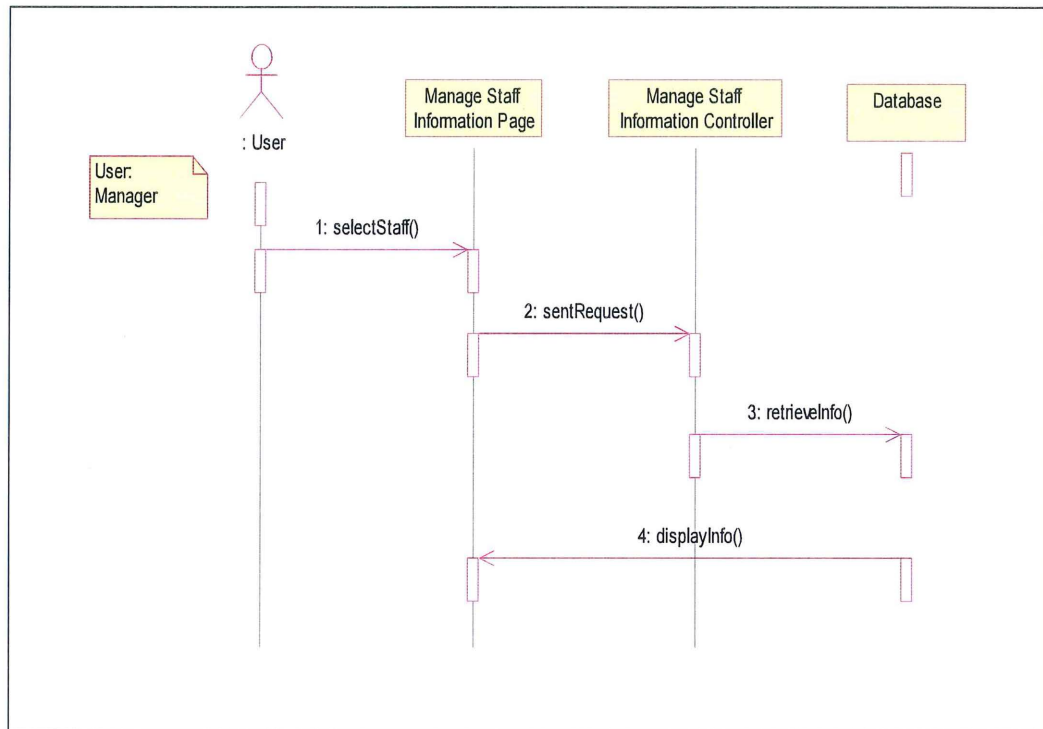 Manage Staff
Information Page
Manage Staff
Information Controller
Database
: User
User:
Manager
1: selectStaff()
2: sentRequest()
3: retrieveInfo()
4: displayInfo()